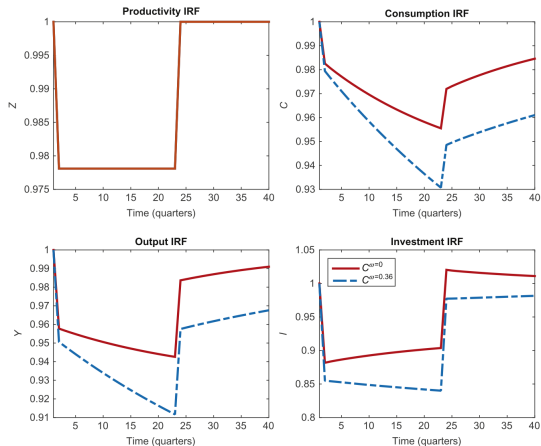 Productivity IRF
1
0.995
0.99
0.985
0.98
0.975
Z
5 10 15 20 25 30 35 40
Time (quarters)
Consumption IRF
1
0.99
0.98
0.97
0.96
0.95
0.94
0.93
C
5 10 15 20 25 30 35 40
Time (quarters)
Output IRF
1
0.99
0.98
0.97
0.96
0.95
0.94
0.93
0.92
0.91
Y
5 10 15 20 25 30 35 40
Time (quarters)
Investment IRF
1.05
1
0.95
0.9
0.85
0.8
I
C^ω=0
C^ω=0.36
5 10 15 20 25 30 35 40
Time (quarters)